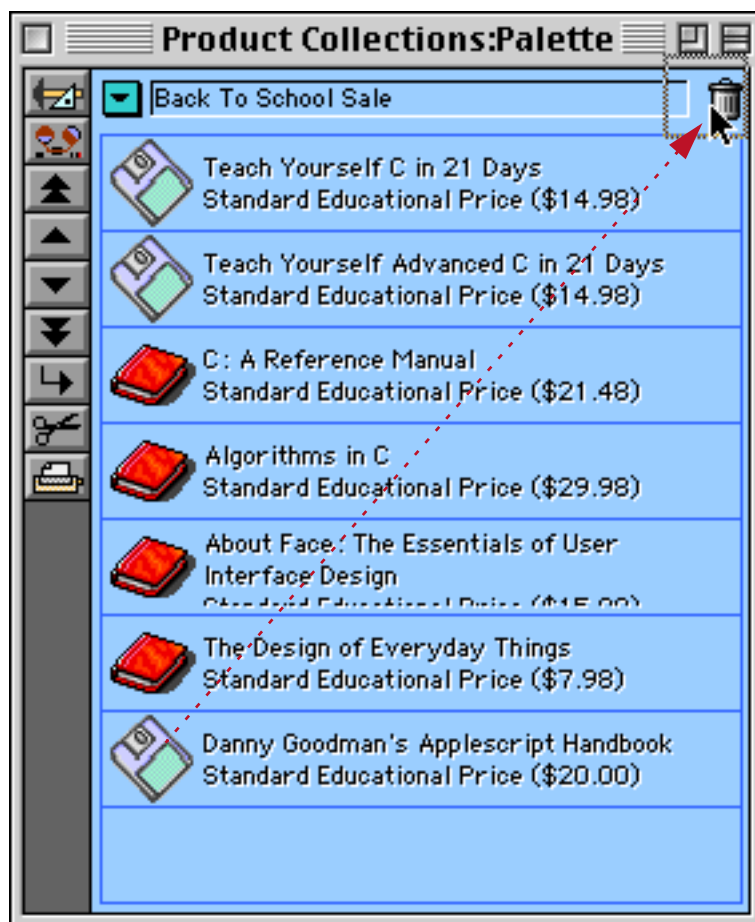 Product Collections:Palette
Back To School Sale
Teach Yourself C in 21 Days
Standard Educational Price ($14.98)
Teach Yourself Advanced C in 21 Days
Standard Educational Price ($14.98)
C: A Reference Manual
Standard Educational Price ($21.48)
Algorithms in C
Standard Educational Price ($29.98)
About Face: The Essentials of User
Interface Design
Standard Educational Price
The Design of Everyday Things
Standard Educational Price ($7.98)
Danny Goodman's Applescript Handbook
Standard Educational Price ($20.00)